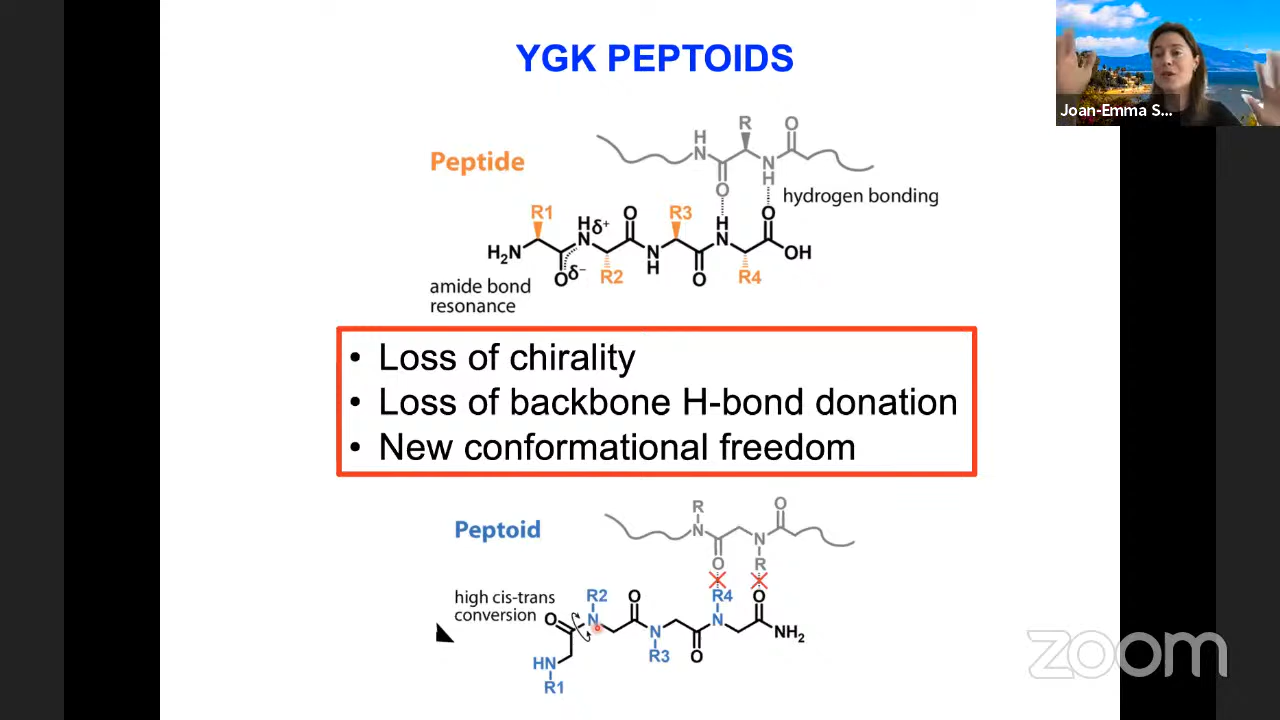 YGK PEPTOIDS
Joan-Emma S...
Peptide
H
N
R
O
O
N
H
hydrogen bonding
R1
H δ+
N
O
R3
H
N
O
H₂N
O δ−
R2
N
H
O
R4
OH
amide bond
resonance
• Loss of chirality
• Loss of backbone H-bond donation
• New conformational freedom
Peptoid
R
N
O
O
N
R
high cis-trans
conversion
R2
O
R4
O
O
N
N
N
NH₂
HN
R3
O
R1
zoom